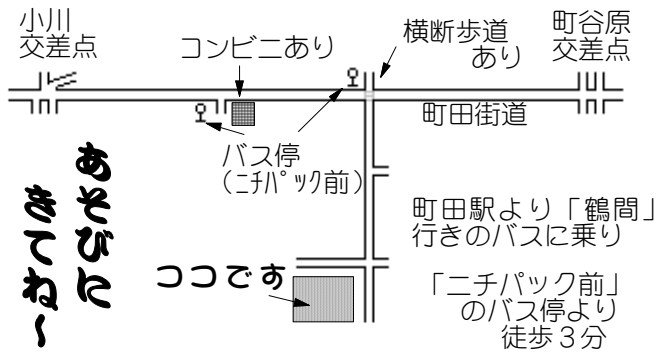 小川
交差点
コンビニあり
横断歩道
あり
町谷原
交差点
町田街道
バス停
（ﾆﾁﾊﾟｯｸ前）
あそびに
きてね～
ココです
町田駅より「鶴間」
行きのバスに乗り
「ニチパック前」
のバス停より
徒歩３分